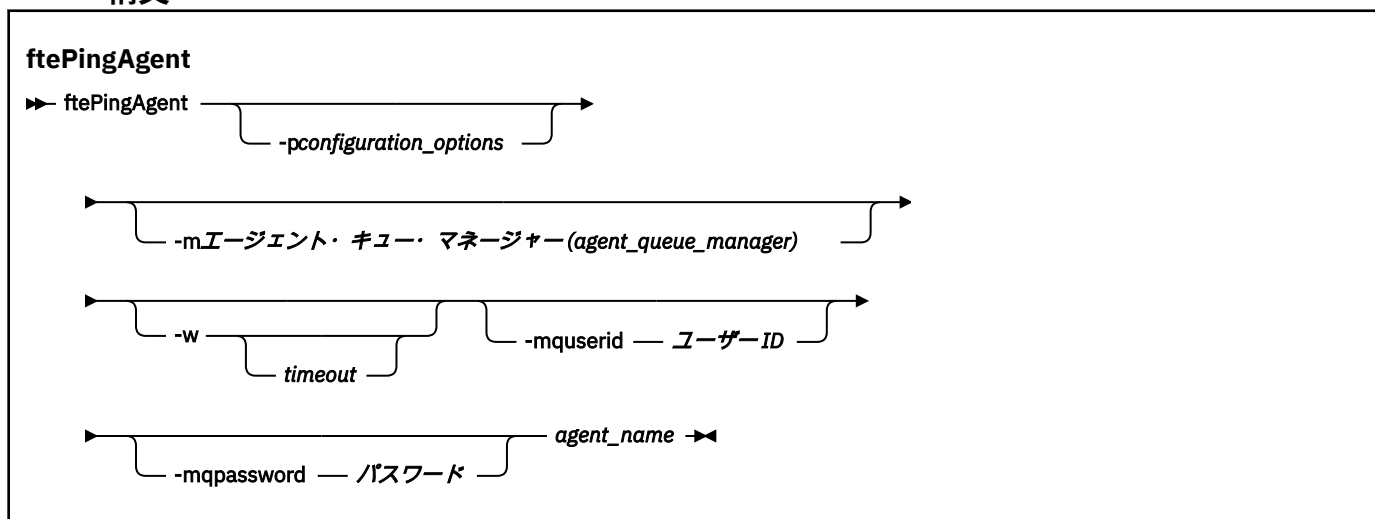 ftePingAgent
ftePingAgent
-pconfiguration_options
-mエージェント・キュー・マネージャー(agent_queue_manager)
-w
timeout
-mquserid ユーザーID
agent_name
-mqpassword パスワード